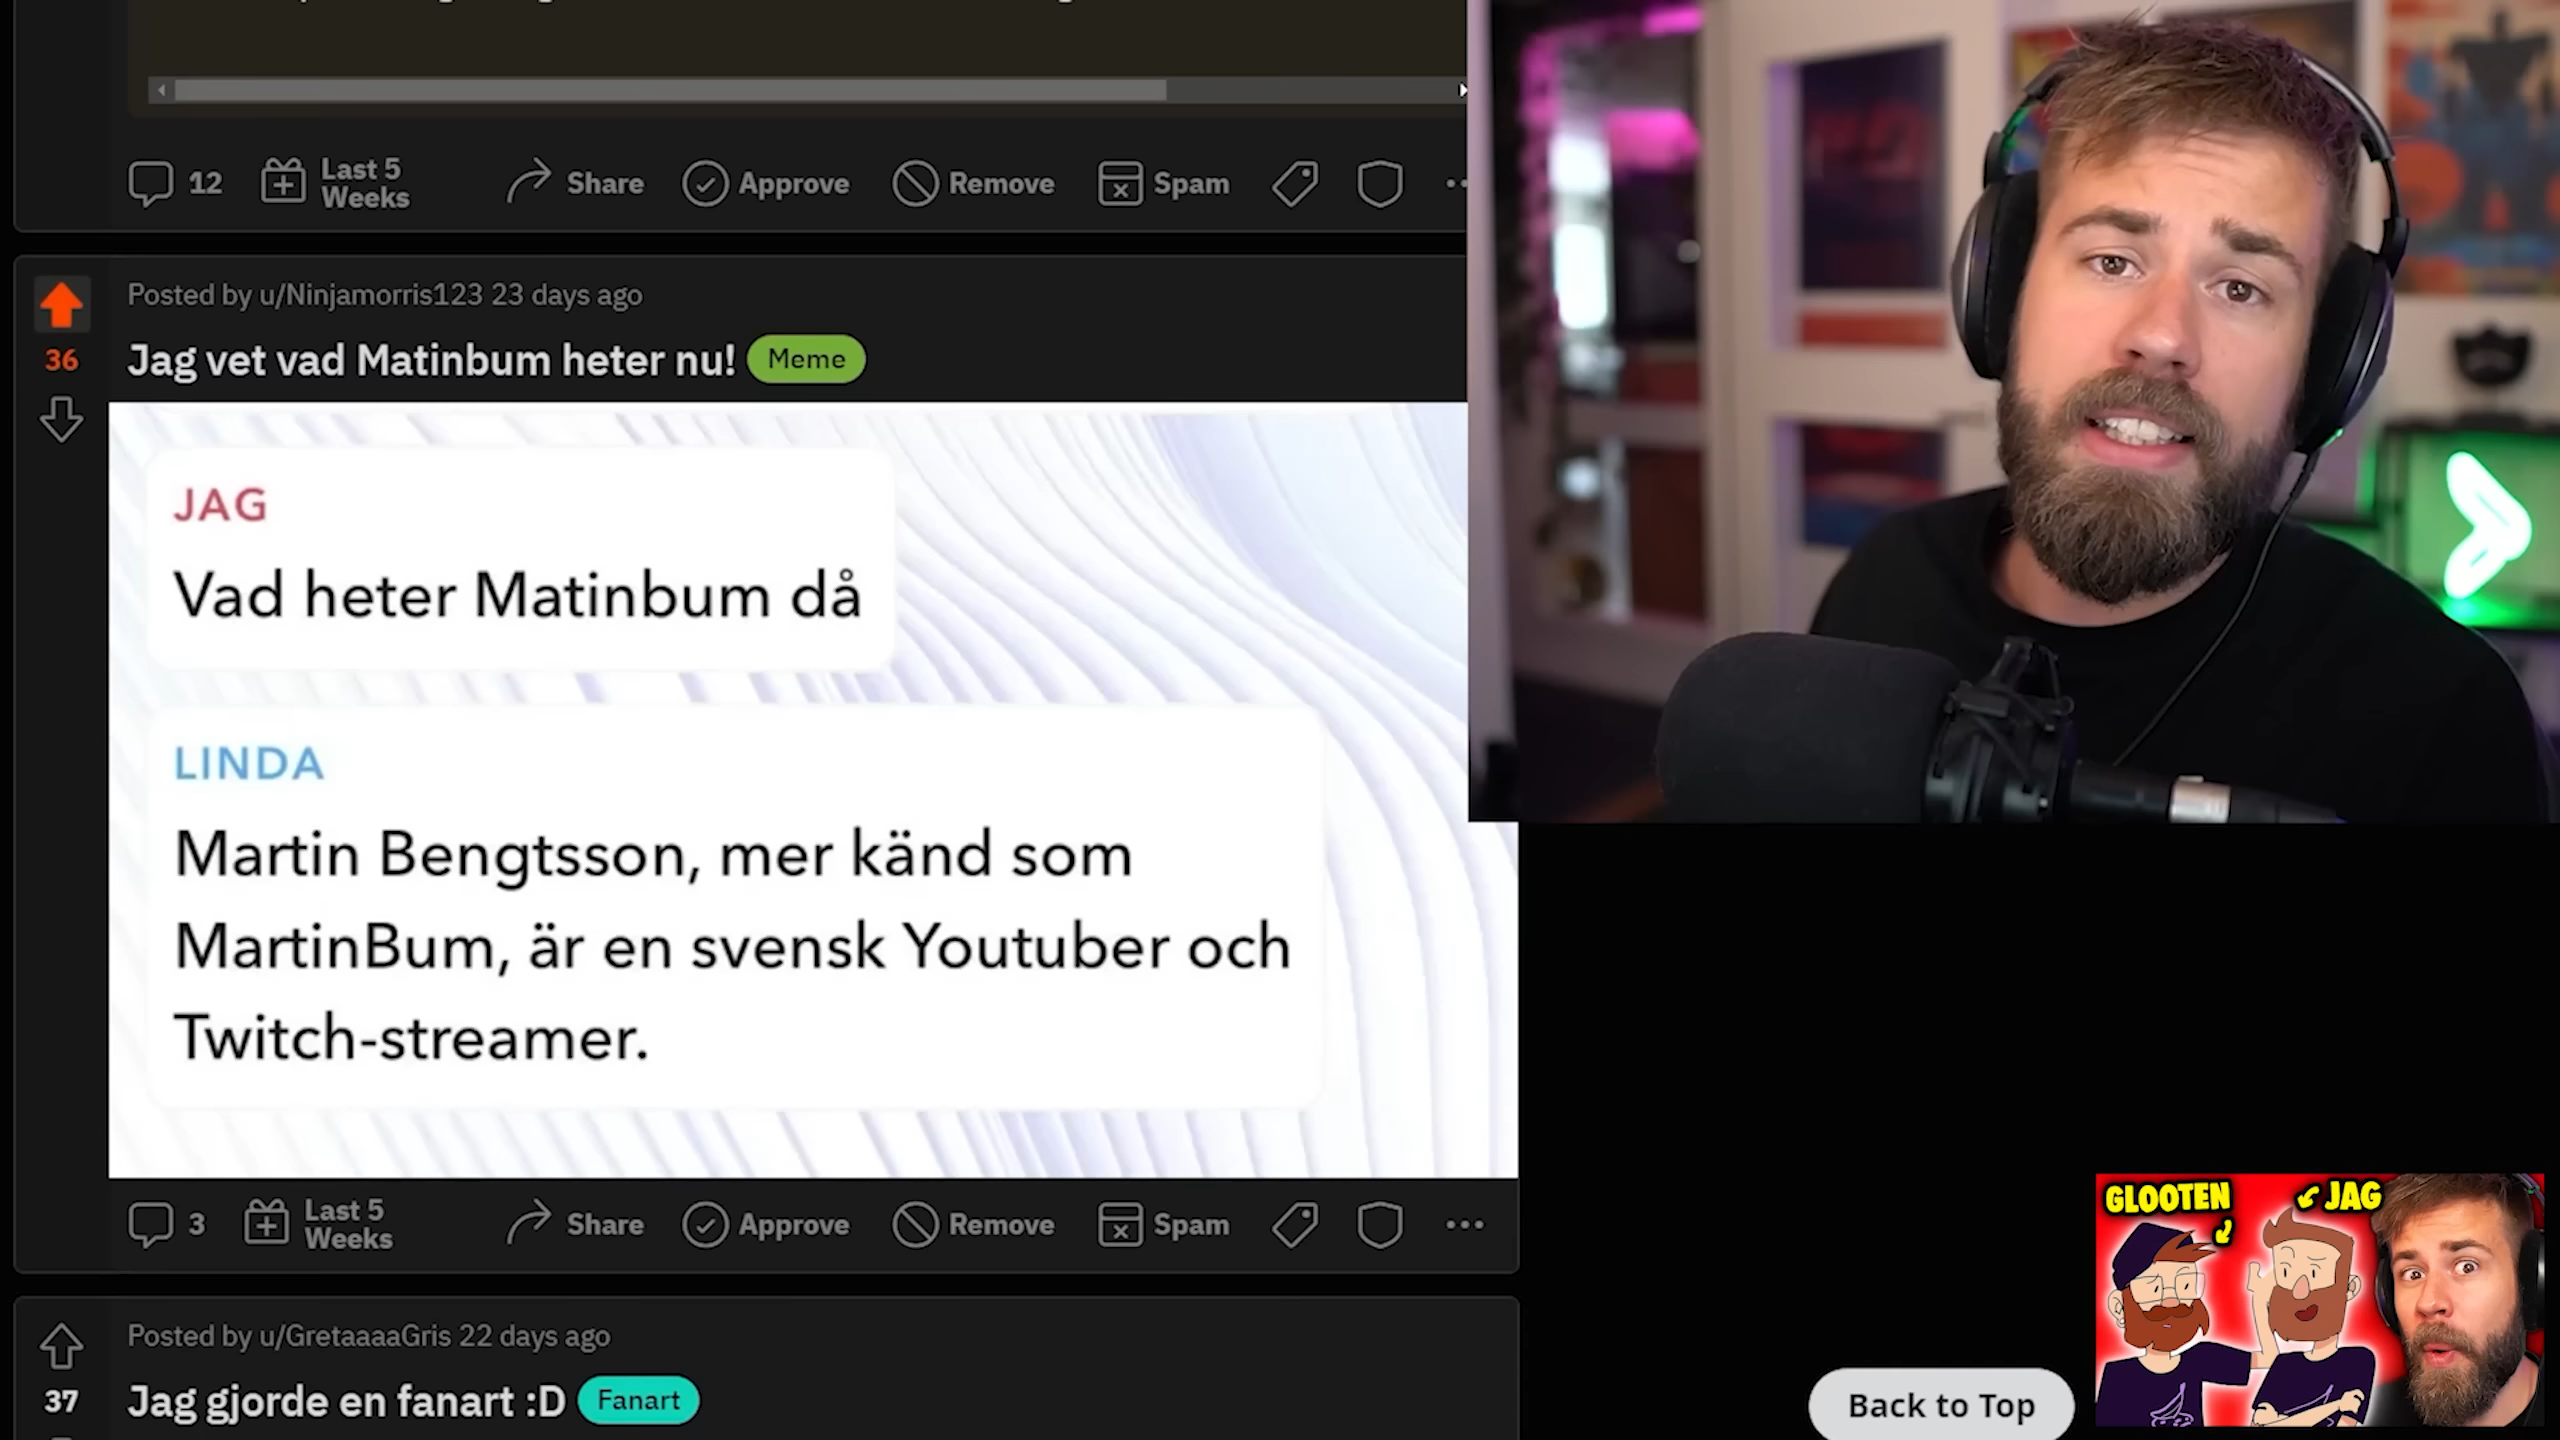 12
Last 5
Weeks
Share
Approve
Remove
Spam
Posted by u/Ninjamorris123 23 days ago
36
Jag vet vad Matinbum heter nu!
Meme
JAG
Vad heter Matinbum då
LINDA
Martin Bengtsson, mer känd som
MartinBum, är en svensk Youtuber och
Twitch-streamer.
3
Last 5
Weeks
Share
Approve
Remove
Spam
Posted by u/GretaaaaGris 22 days ago
37
Jag gjorde en fanart :D
Fanart
Back to Top
GLOOTEN
JAG